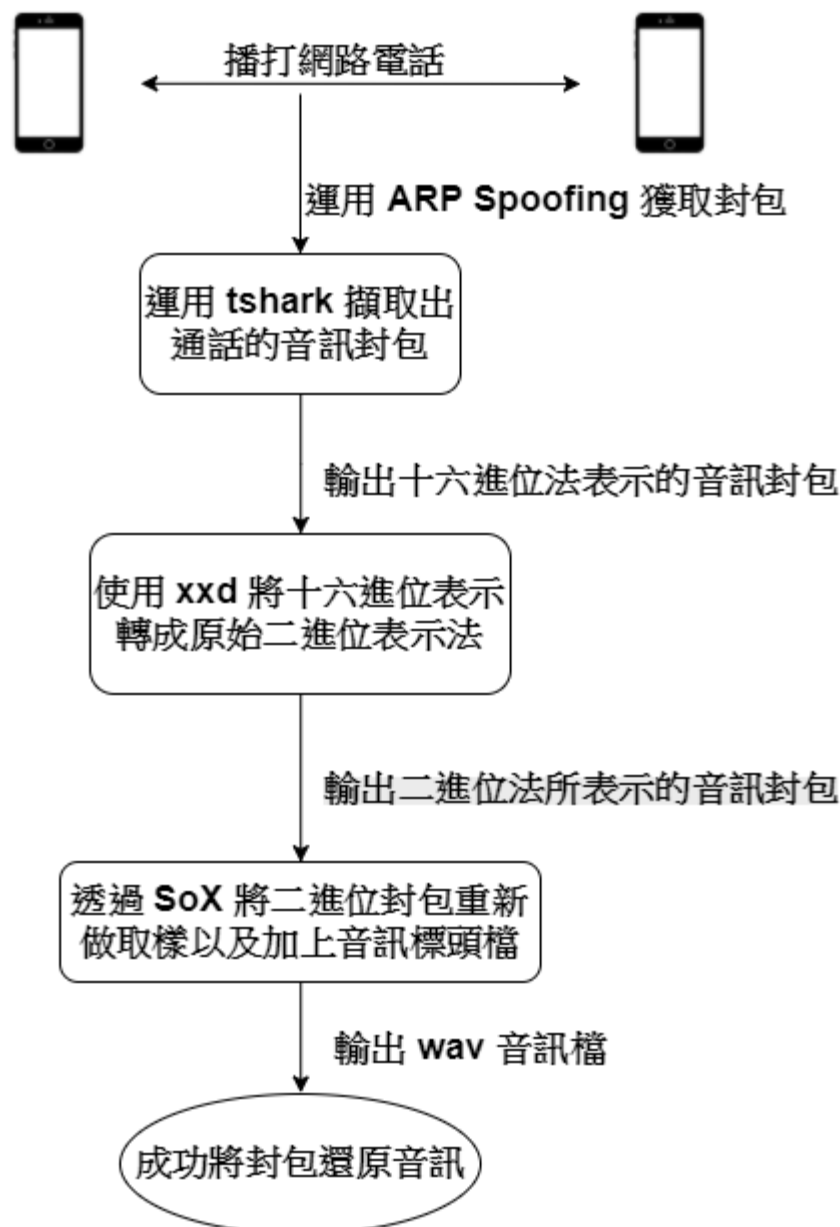 播打網路電話
運用 ARP Spoofing 獲取封包
運用 tshark 擷取出
通話的音訊封包
輸出十六進位法表示的音訊封包
使用 xxd 將十六進位表示
轉成原始二進位表示法
輸出二進位法所表示的音訊封包
透過 SoX 將二進位封包重新
做取樣以及加上音訊標頭檔
輸出 wav 音訊檔
成功將封包還原音訊